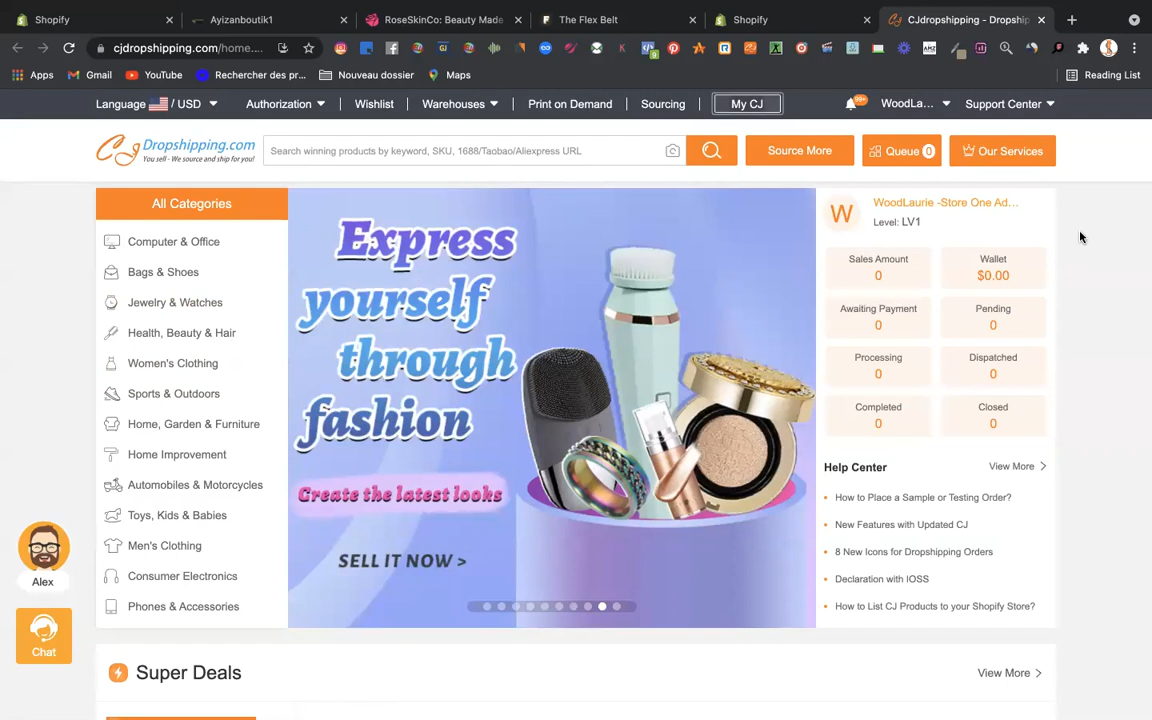 Shopify
Ayizanboutik1
RoseSkinCo: Beauty Made
The Flex Belt
Shopify
CJdropshipping - Dropship
cjdropshipping.com/home....
Apps
Gmail
YouTube
Rechercher des pr...
Nouveau dossier
Maps
Reading List
Language / USD
Authorization
Wishlist
Warehouses
Print on Demand
Sourcing
My CJ
99+
WoodLa...
Support Center
CJ Dropshipping.com
You sell - We source and ship for you!
Search winning products by keyword, SKU, 1688/Taobao/Aliexpress URL
Source More
Queue 0
Our Services
All Categories
Computer & Office
Bags & Shoes
Jewelry & Watches
Health, Beauty & Hair
Women's Clothing
Sports & Outdoors
Home, Garden & Furniture
Home Improvement
Automobiles & Motorcycles
Toys, Kids & Babies
Men's Clothing
Consumer Electronics
Phones & Accessories
Express
yourself
through
fashion
Create the latest looks
SELL IT NOW >
W
WoodLaurie -Store One Ad...
Level: LV1
Sales Amount
0
Wallet
$0.00
Awaiting Payment
0
Pending
0
Processing
0
Dispatched
0
Completed
0
Closed
0
Help Center
View More
How to Place a Sample or Testing Order?
New Features with Updated CJ
8 New Icons for Dropshipping Orders
Declaration with IOSS
How to List CJ Products to your Shopify Store?
Alex
Chat
Super Deals
View More